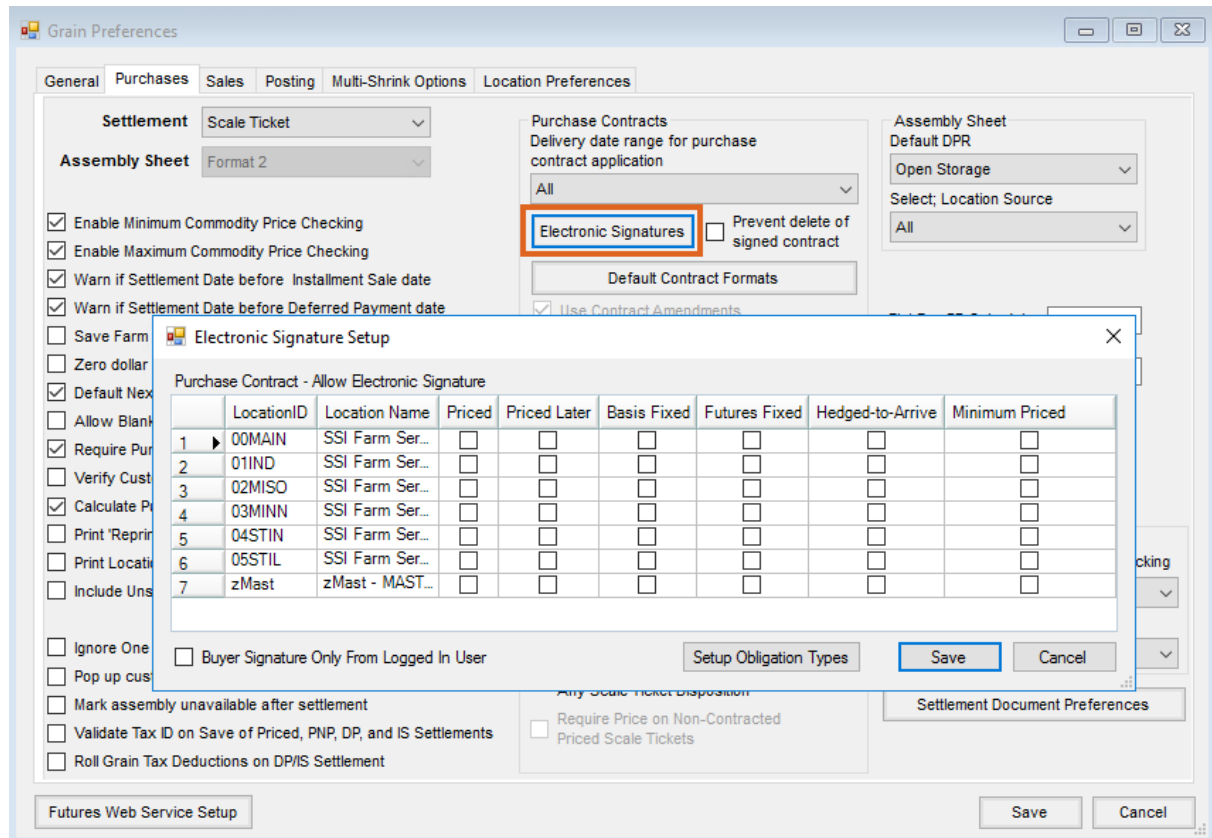 Grain Preferences
General Purchases Sales Posting Multi-Shrink Options Location Preferences
Settlement Scale Ticket
Assembly Sheet Format 2
Enable Minimum Commodity Price Checking
Enable Maximum Commodity Price Checking
Warn if Settlement Date before Installment Sale date
Warn if Settlement Date before Deferred Payment date
Save Farm
Zero dollar
Default Nex
Allow Blank
Require Pur
Verify Cust
Calculate P
Print 'Reprin
Print Locati
Include Uns
Ignore One
Pop up cus
Mark assembly unavailable after settlement
Validate Tax ID on Save of Priced, PNP, DP, and IS Settlements
Roll Grain Tax Deductions on DP/IS Settlement
Purchase Contracts
Delivery date range for purchase
contract application
All
Electronic Signatures
Prevent delete of
signed contract
Default Contract Formats
Use Contract Amendments
Assembly Sheet
Default DPR
Open Storage
Select; Location Source
All
Electronic Signature Setup
Purchase Contract - Allow Electronic Signature
LocationID Location Name Priced Priced Later Basis Fixed Futures Fixed Hedged-to-Arrive Minimum Priced
1 00MAIN SSI Farm Ser...
2 01IND SSI Farm Ser...
3 02MISO SSI Farm Ser...
4 03MINN SSI Farm Ser...
5 04STIN SSI Farm Ser...
6 05STIL SSI Farm Ser...
7 zMast zMast - MAST...
Buyer Signature Only From Logged In User
Setup Obligation Types
Save
Cancel
cking
Any Scale Ticket Disposition
Require Price on Non-Contracted
Priced Scale Tickets
Settlement Document Preferences
Futures Web Service Setup
Save
Cancel